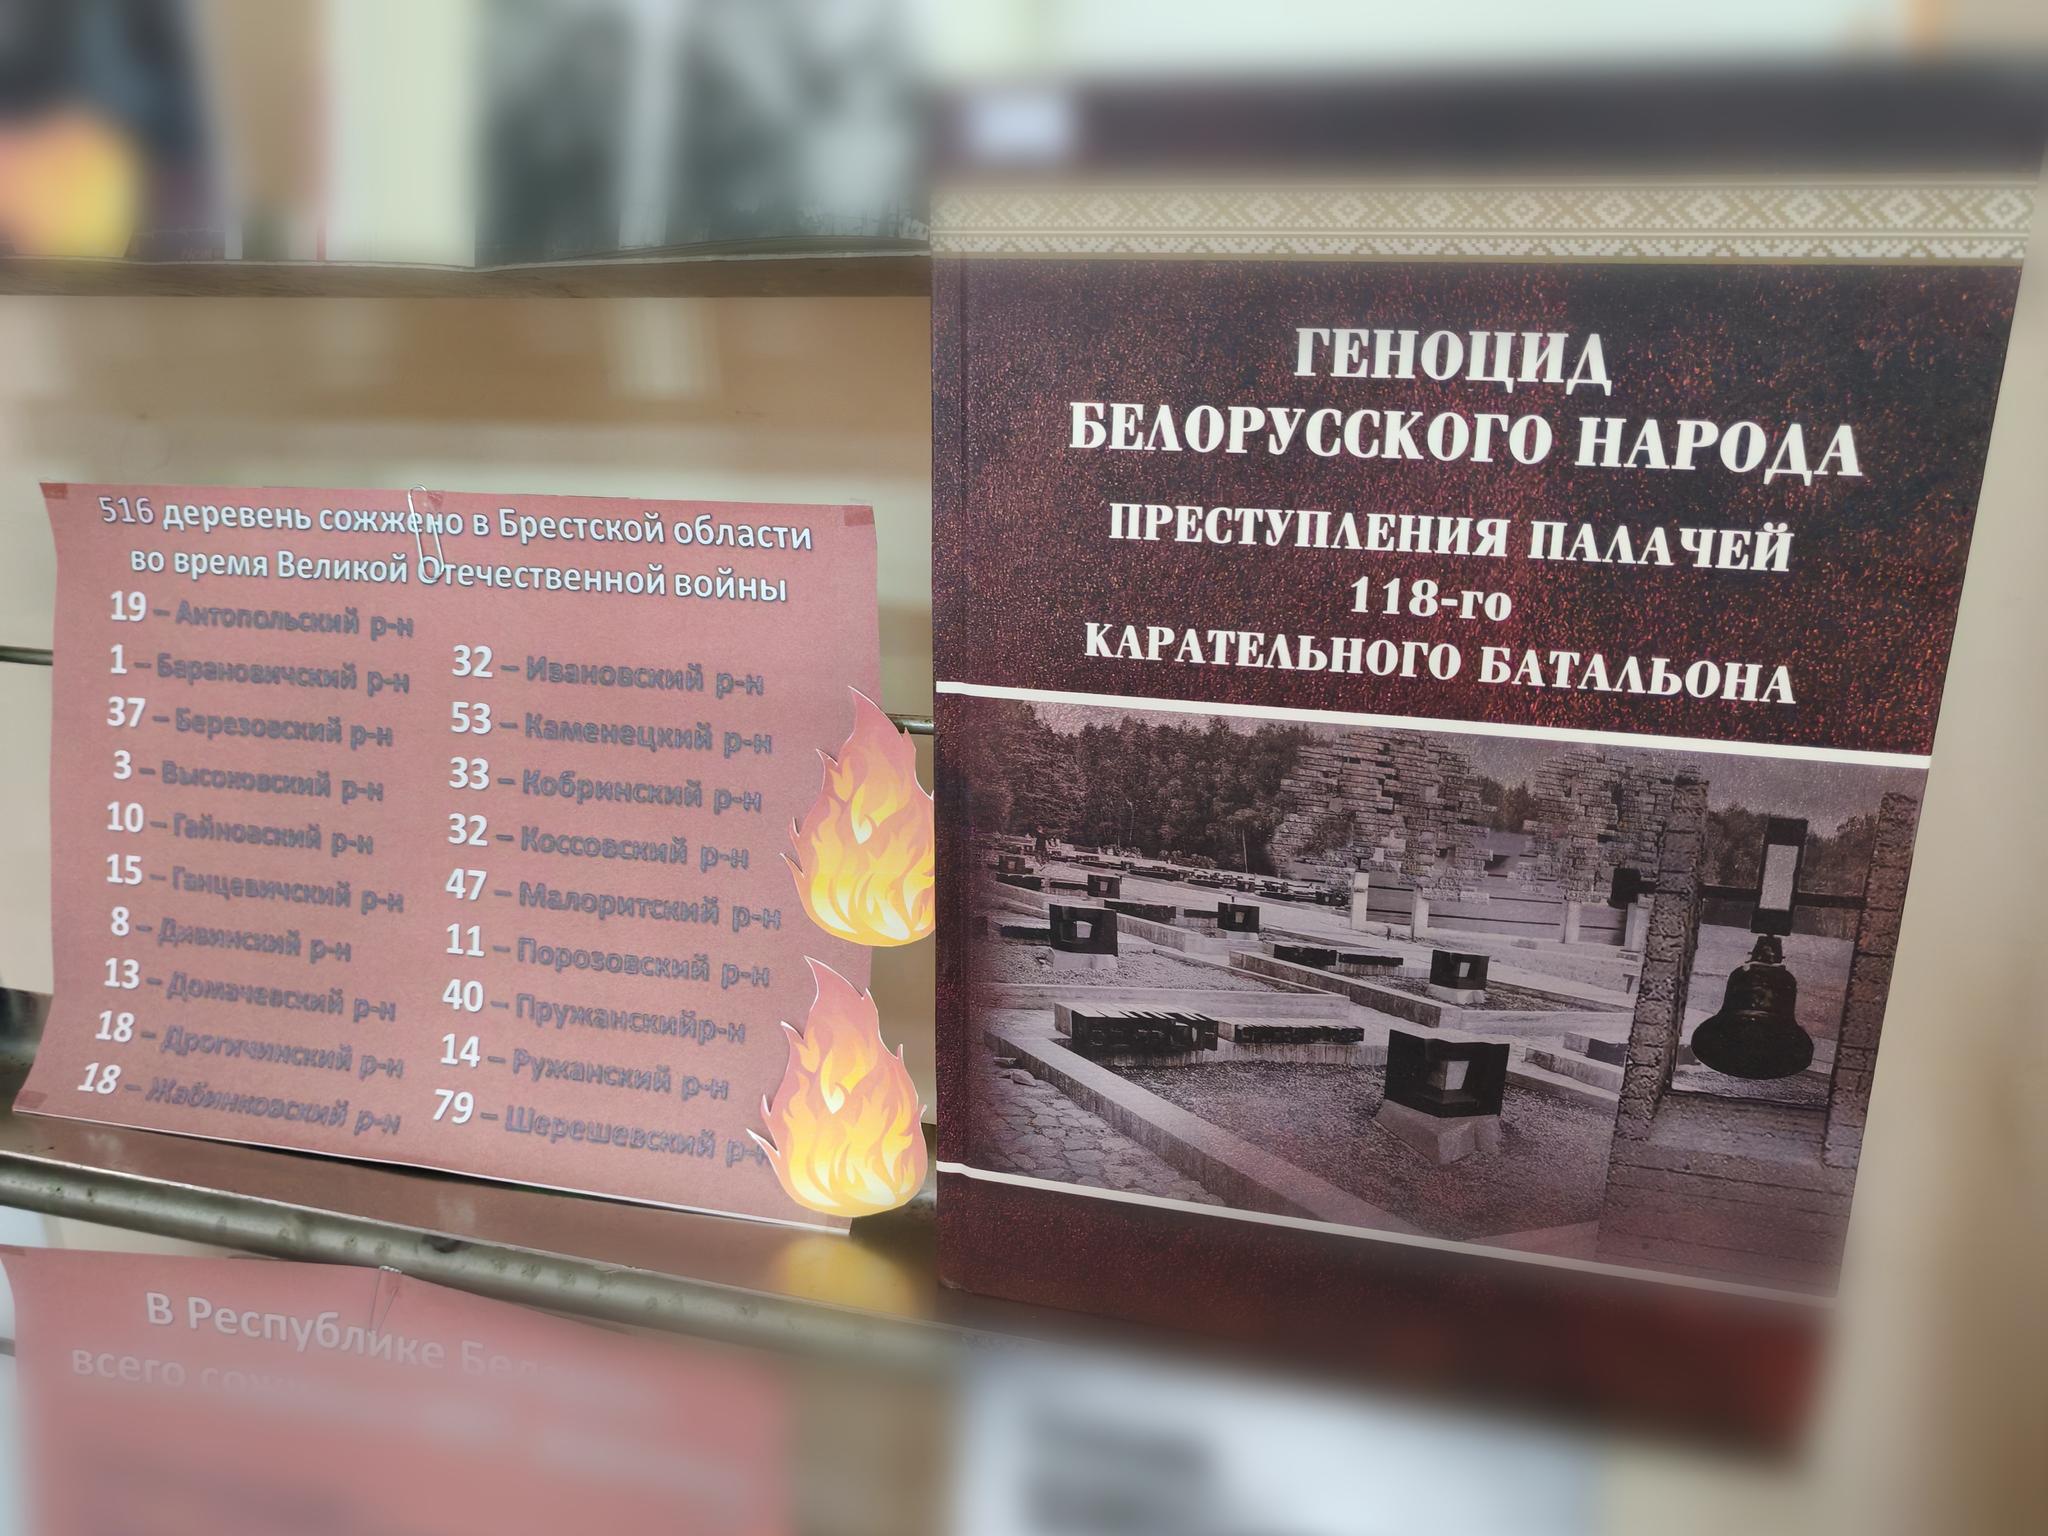 516 деревень сожжено в Брестской области
во время Великой Отечественной войны
19 – Антопольский р-н
1 – Барановичский р-н
37 – Березовский р-н
3 – Высоковский р-н
10 – Гайновский р-н
15 – Ганцевичский р-н
8 – Дивинский р-н
13 – Домачевский р-н
18 – Дрогичинский р-н
18 – Жабинковский р-н
32 – Ивановский р-н
53 – Каменецкий р-н
33 – Кобринский р-н
32 – Коссовский р-н
47 – Малоритский р-н
11 – Порозовский р-н
40 – Пружанскийр-н
14 – Ружанский р-н
79 – Шерешевский р-н
ГЕНОЦИД
БЕЛОРУССКОГО НАРОДА
ПРЕСТУПЛЕНИЯ ПАЛАЧЕЙ
118-го
КАРАТЕЛЬНОГО БАТАЛЬОНА
В Республике
всего